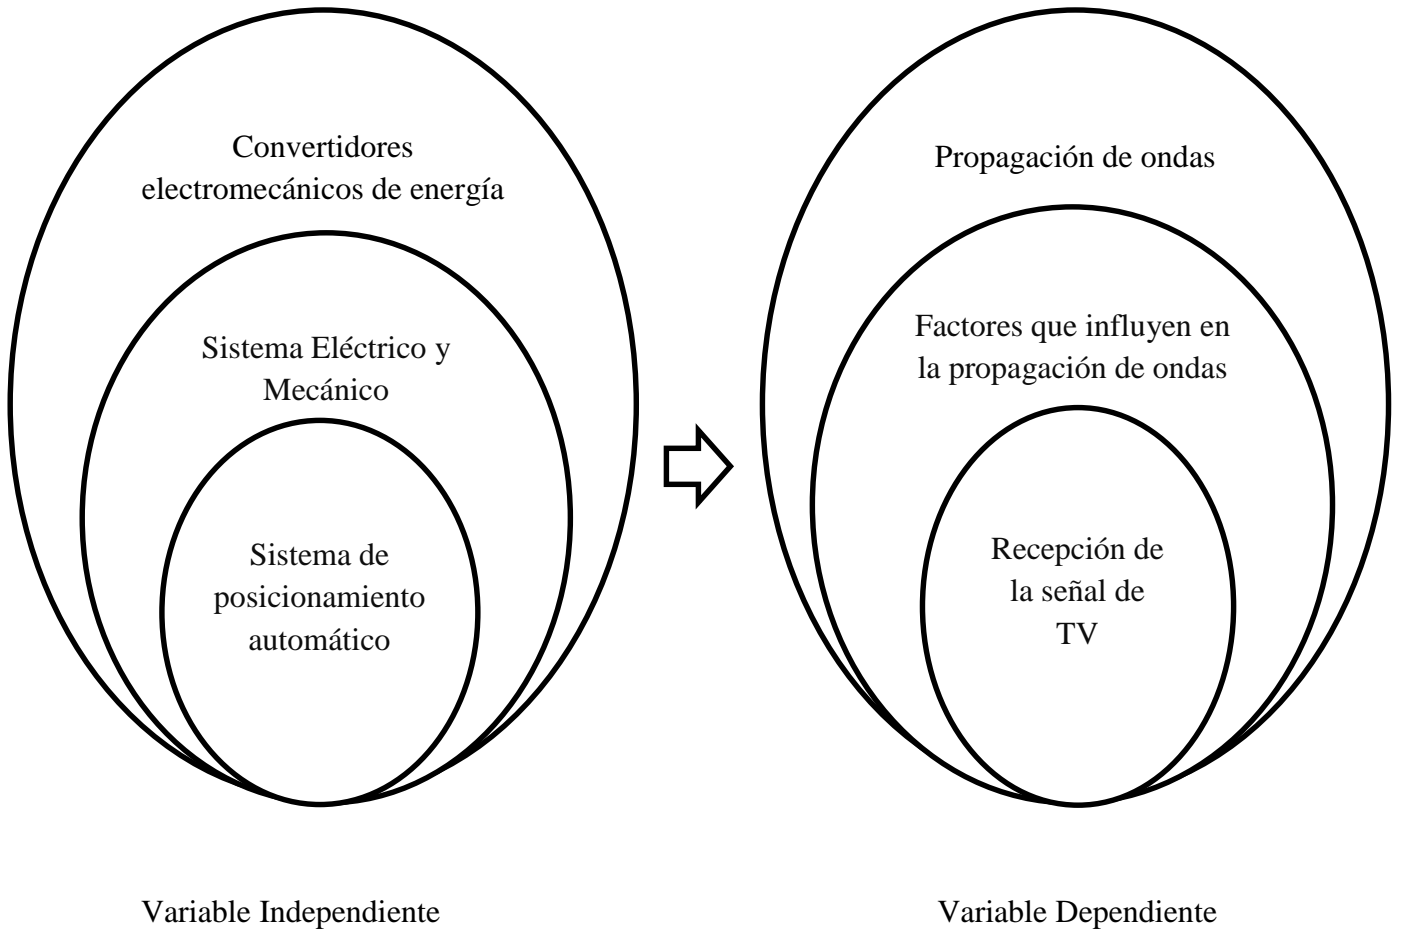 Convertidores
electromecánicos de energía
Sistema Eléctrico y
Mecánico
Sistema de
posicionamiento
automático
Variable Independiente
Propagación de ondas
Factores que influyen en
la propagación de ondas
Recepción de
la señal de
TV
Variable Dependiente